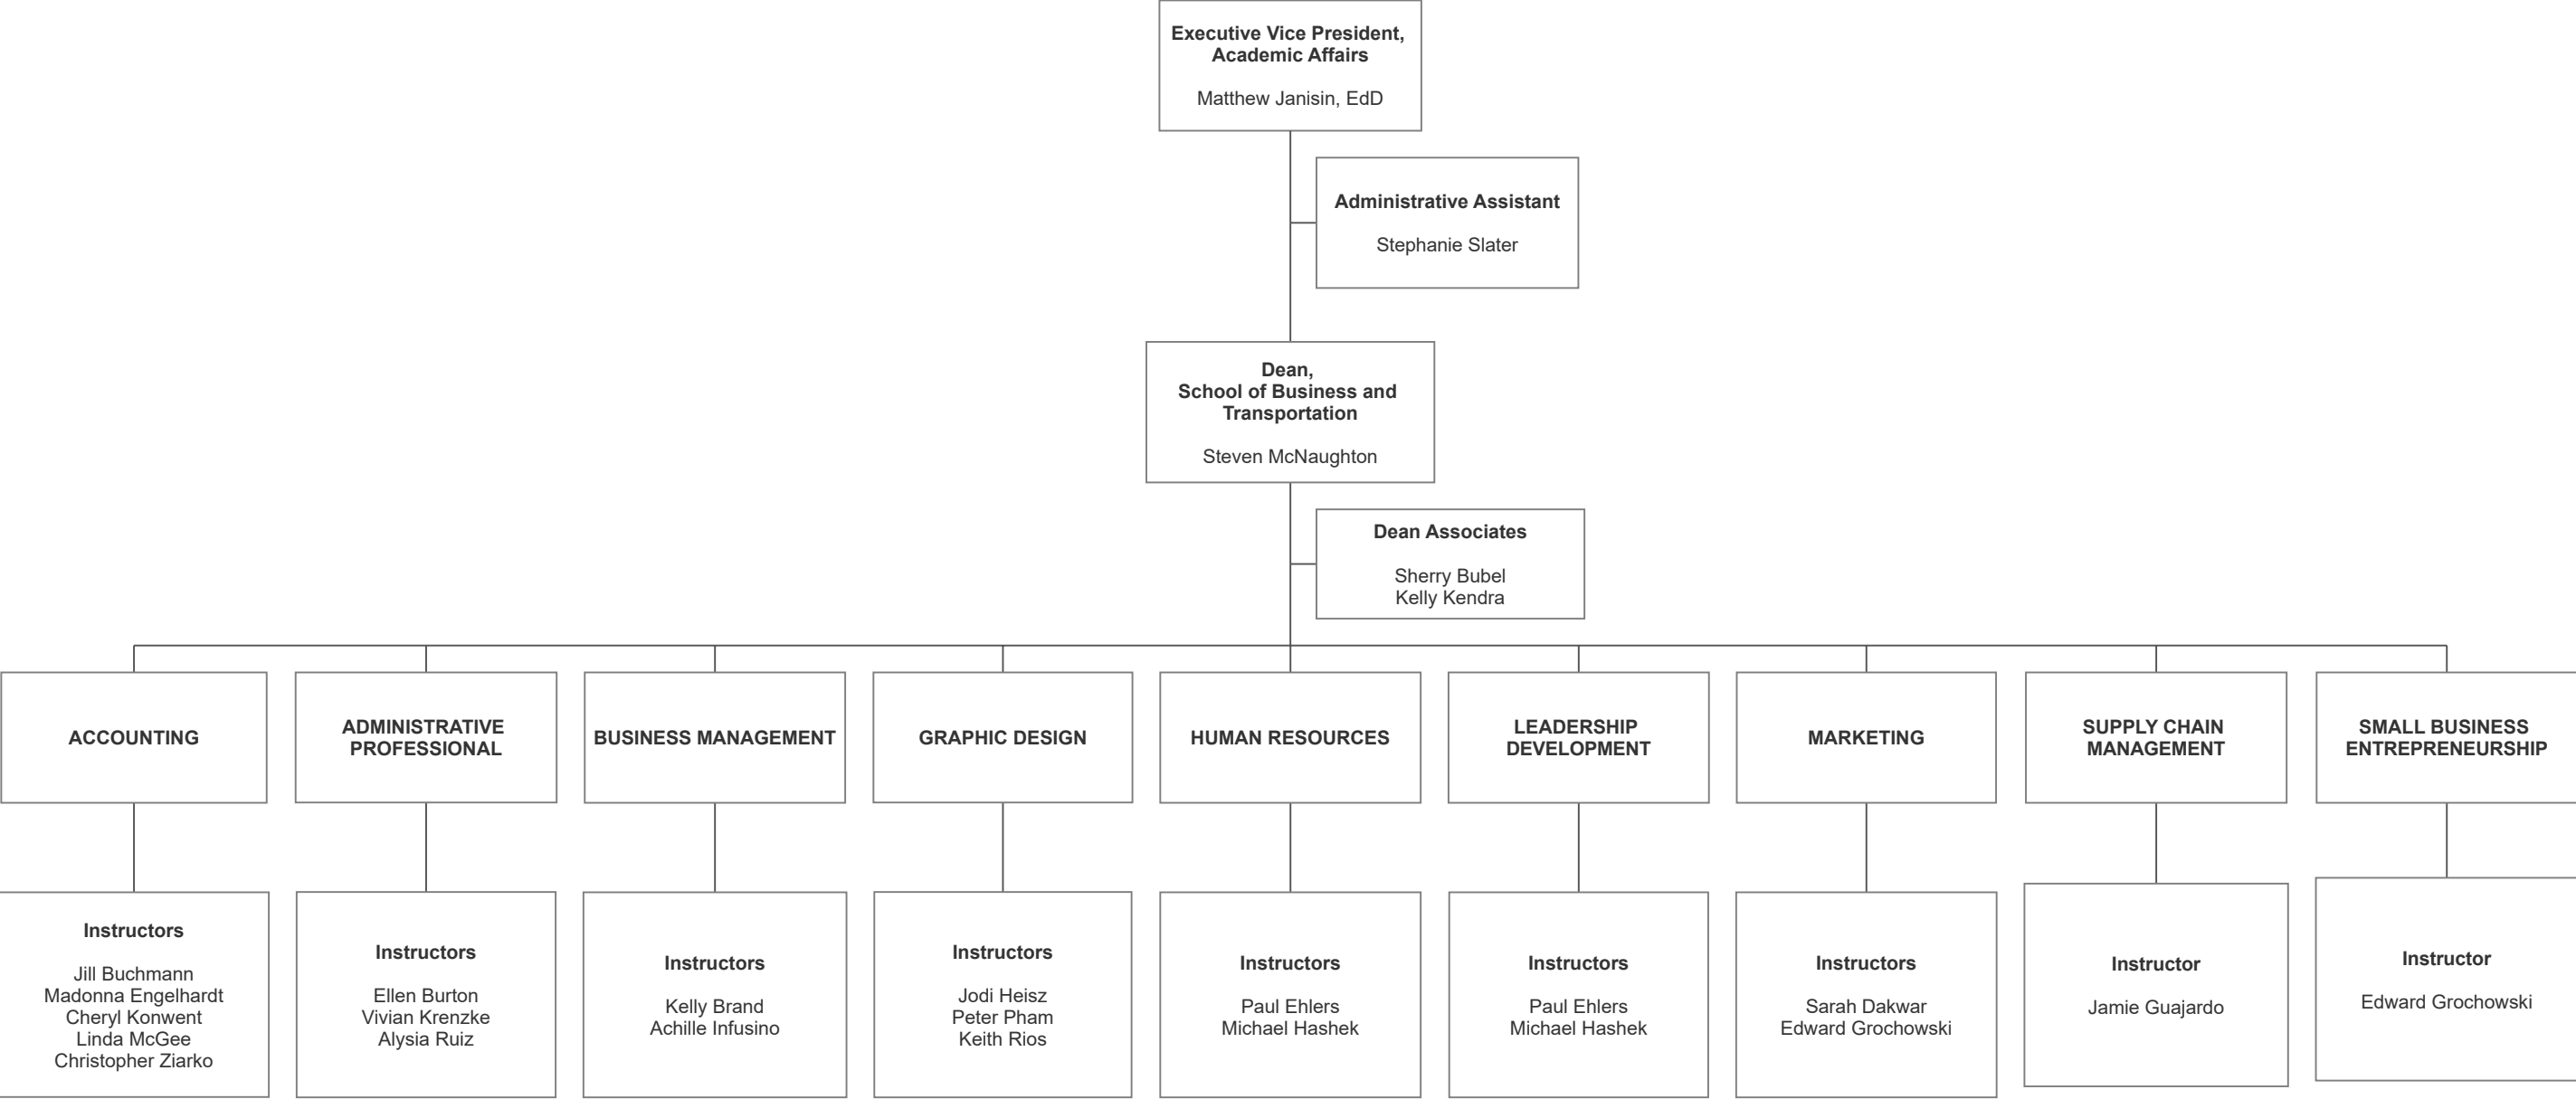 Executive Vice President,
Academic Affairs
Matthew Janisin, EdD
Administrative Assistant
Stephanie Slater
Dean,
School of Business and
Transportation
Steven McNaughton
Dean Associates
Sherry Bubel
Kelly Kendra
ACCOUNTING
ADMINISTRATIVE
PROFESSIONAL
BUSINESS MANAGEMENT
GRAPHIC DESIGN
HUMAN RESOURCES
LEADERSHIP
DEVELOPMENT
MARKETING
SUPPLY CHAIN
MANAGEMENT
SMALL BUSINESS
ENTREPRENEURSHIP
Instructors
Jill Buchmann
Madonna Engelhardt
Cheryl Konwent
Linda McGee
Christopher Ziarko
Instructors
Ellen Burton
Vivian Krenzke
Alysia Ruiz
Instructors
Kelly Brand
Achille Infusino
Instructors
Jodi Heisz
Peter Pham
Keith Rios
Instructors
Paul Ehlers
Michael Hashek
Instructors
Paul Ehlers
Michael Hashek
Instructors
Sarah Dakwar
Edward Grochowski
Instructor
Jamie Guajardo
Instructor
Edward Grochowski